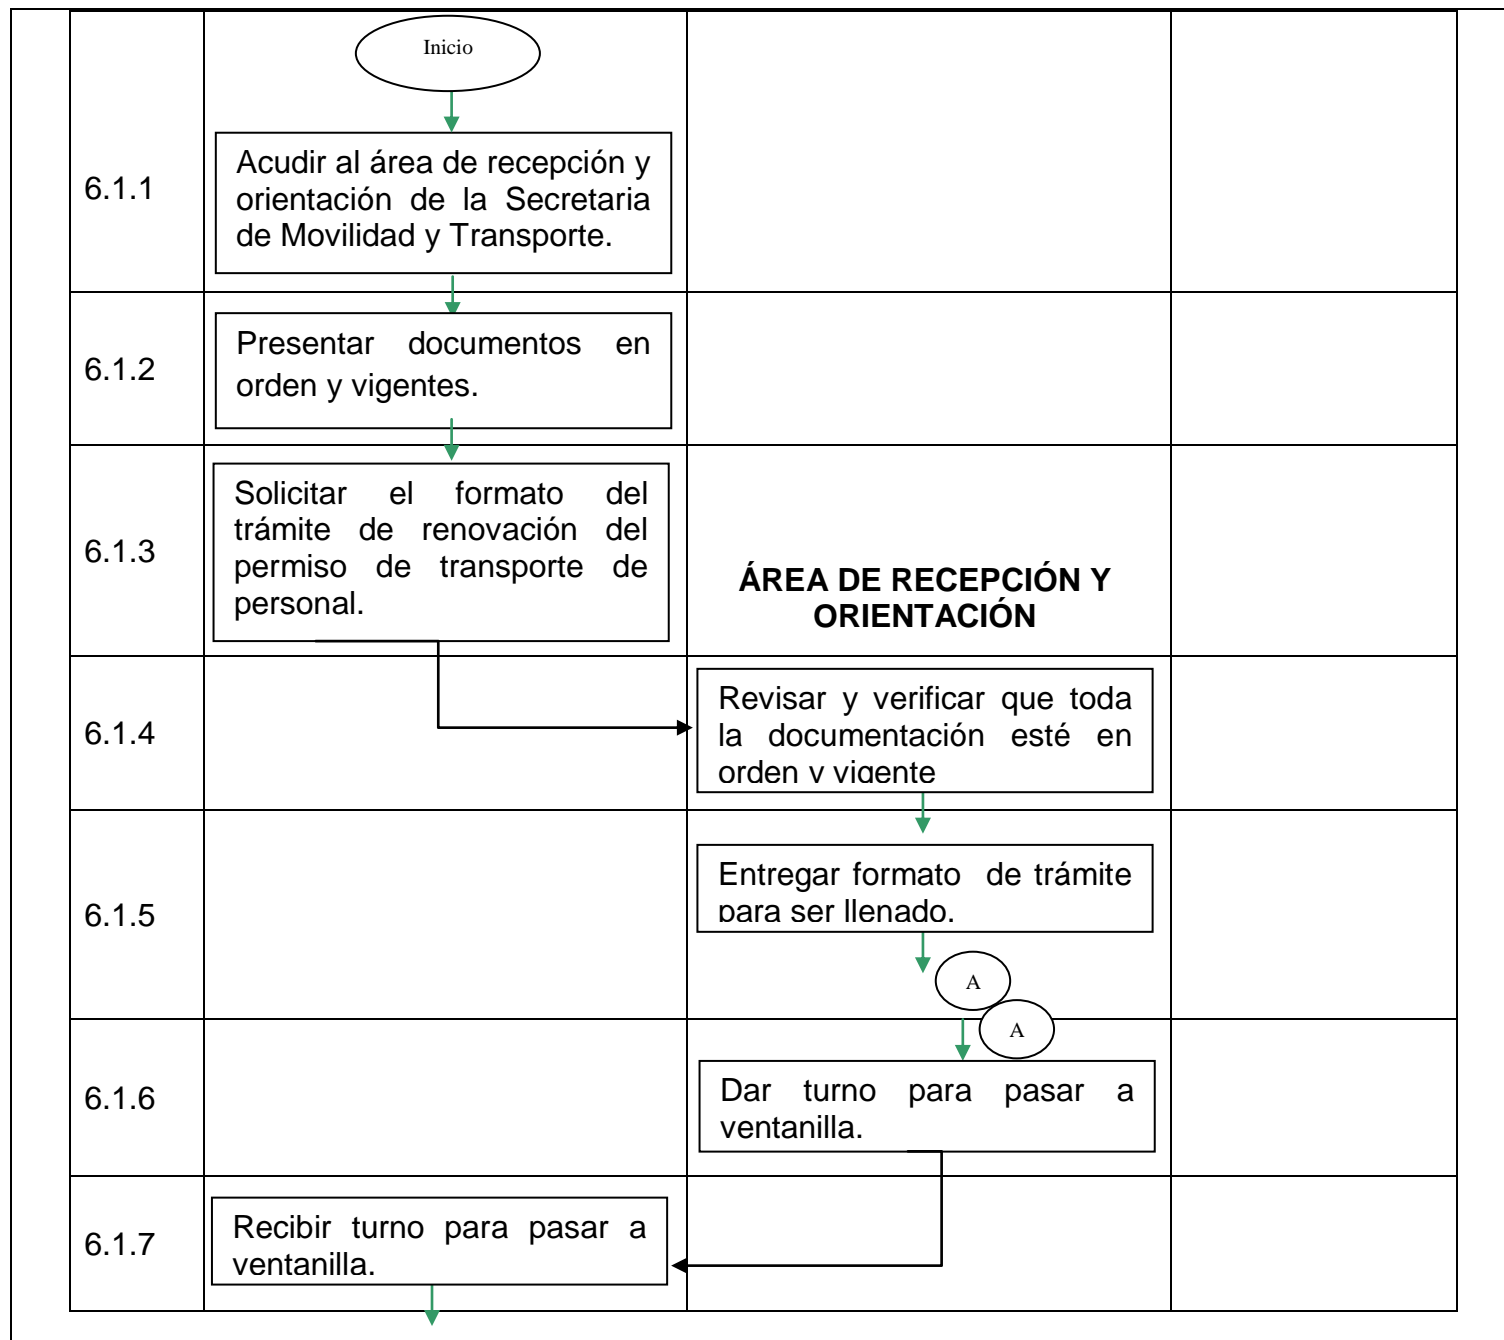 Inicio
6.1.1
Acudir al área de recepción y
orientación de la Secretaria
de Movilidad y Transporte.
6.1.2
Presentar documentos en
orden y vigentes.
6.1.3
Solicitar el formato del
trámite de renovación del
permiso de transporte de
personal.
ÁREA DE RECEPCIÓN Y
ORIENTACIÓN
6.1.4
Revisar y verificar que toda
la documentación esté en
orden y vigente
6.1.5
Entregar formato de trámite
para ser llenado.
A
A
6.1.6
Dar turno para pasar a
ventanilla.
6.1.7
Recibir turno para pasar a
ventanilla.